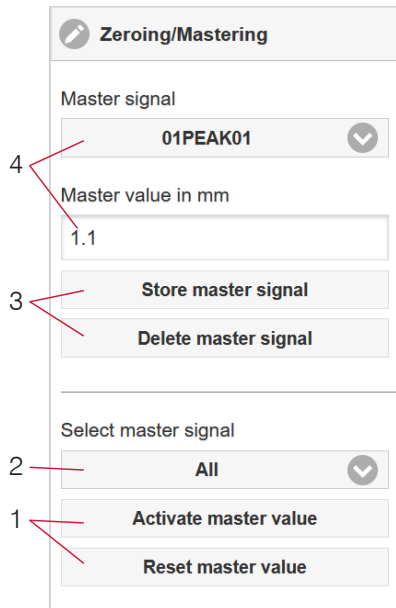 Zeroing/Mastering
Master signal
01PEAK01
4
Master value in mm
1.1
3
Store master signal
Delete master signal
Select master signal
2
All
1
Activate master value
Reset master value